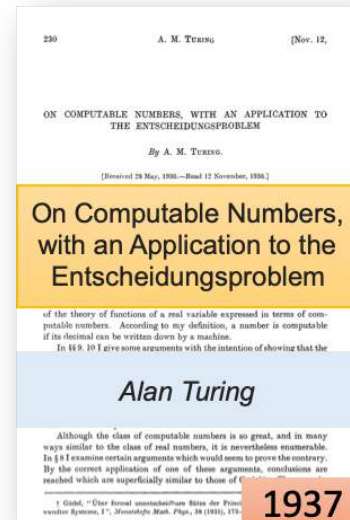 230 A. M. TURING [Nov. 12,
ON COMPUTABLE NUMBERS, WITH AN APPLICATION TO
THE ENTSCHEIDUNGSPROBLEM
By A. M. TURING.
[Received 28 May, 1936.—Read 12 November, 1936.]
On Computable Numbers,
with an Application to the
Entscheidungsproblem
of the theory of functions of a real variable expressed in terms of com-
putable numbers. According to my definition, a number is computable
if its decimal can be written down by a machine.
In §§ 9, 10 I give some arguments with the intention of showing that the
Alan Turing
Although the class of computable numbers is so great, and in many
ways similar to the class of real numbers, it is nevertheless enumerable.
In § 8 I examine certain arguments which would seem to prove the contrary.
By the correct application of one of these arguments, conclusions are
reached which are superficially similar to those of
† Gödel, "Über formal unentscheidbare Sätze der
wandter Systeme, I", Monatshefte Math. Phys., 38 (1931), 173-
1937